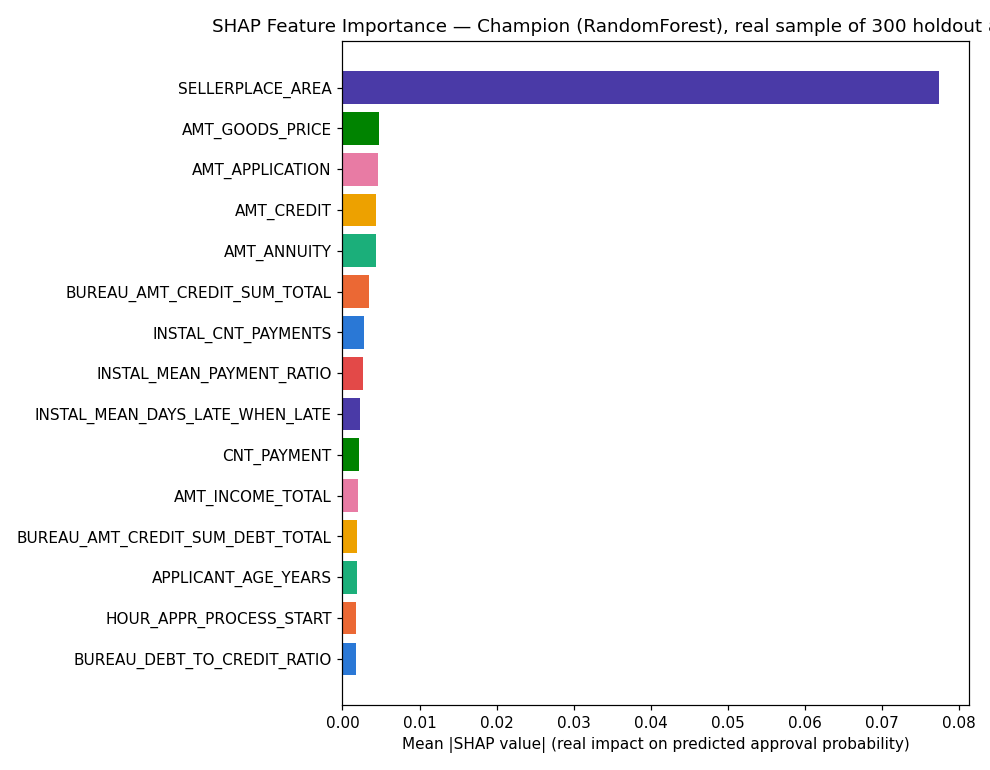 SHAP Feature Importance — Champion (RandomForest), real sample of 300 holdout
SELLERPLACE_AREA
AMT_GOODS_PRICE
AMT_APPLICATION
AMT_CREDIT
AMT_ANNUITY
BUREAU_AMT_CREDIT_SUM_TOTAL
INSTAL_CNT_PAYMENTS
INSTAL_MEAN_PAYMENT_RATIO
INSTAL_MEAN_DAYS_LATE_WHEN_LATE
CNT_PAYMENT
AMT_INCOME_TOTAL
BUREAU_AMT_CREDIT_SUM_DEBT_TOTAL
APPLICANT_AGE_YEARS
HOUR_APPR_PROCESS_START
BUREAU_DEBT_TO_CREDIT_RATIO
0.00 0.01 0.02 0.03 0.04 0.05 0.06 0.07 0.08
Mean |SHAP value| (real impact on predicted approval probability)